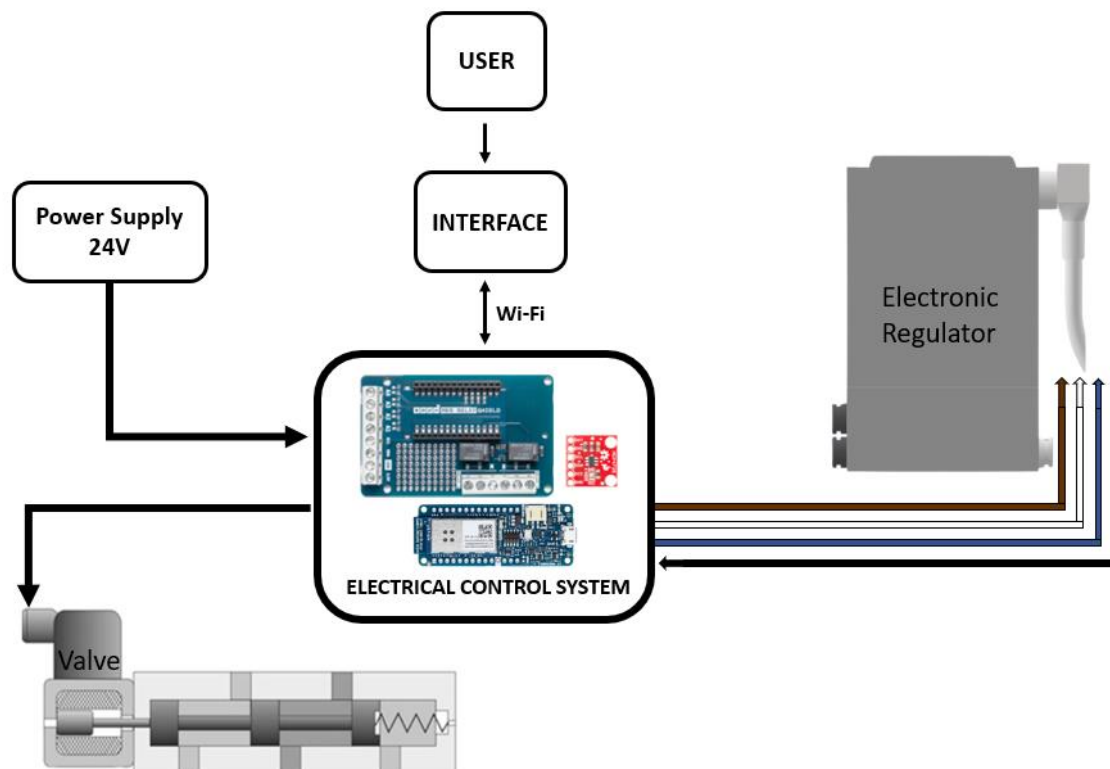 USER
INTERFACE
Power Supply
24V
Wi-Fi
Electronic
Regulator
ELECTRICAL CONTROL SYSTEM
Valve